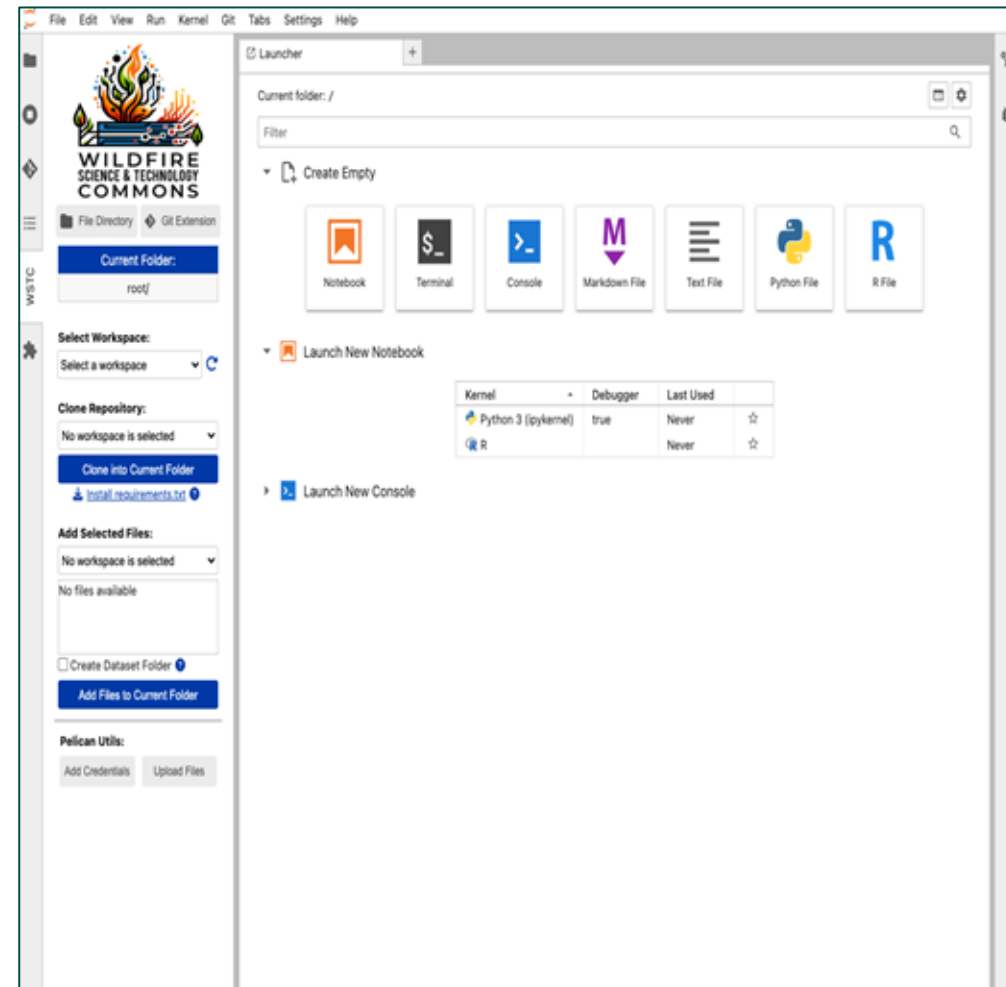 File Edit View Run Kernel Git Tabs Settings Help
WILDFIRE
SCIENCE & TECHNOLOGY
COMMONS
File Directory Git Extension
Current Folder:
root/
WSTC
Select Workspace:
Select a workspace
Clone Repository:
No workspace is selected
Clone into Current Folder
Install requirements.txt ?
Add Selected Files:
No workspace is selected
No files available
Create Dataset Folder ?
Add Files to Current Folder
Pelican Utils:
Add Credentials Upload Files
Launcher +
Current folder: /
Filter
Create Empty
$_ >_ M R
Notebook Terminal Console Markdown File Text File Python File R File
Launch New Notebook
Kernel Debugger Last Used
Python 3 (ipykernel) true Never
R R Never
>_ Launch New Console